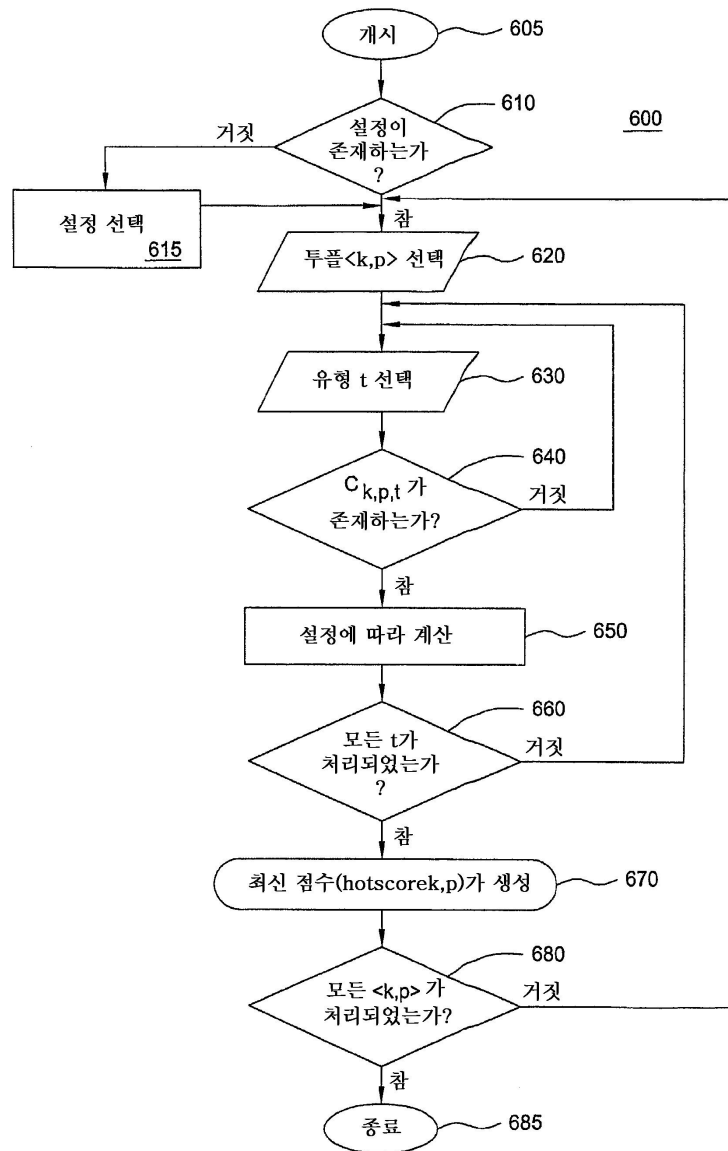 개시
605
610
600
거짓
설정이
존재하는가
?
설정 선택
615
참
투플<k,p> 선택
620
유형 t 선택
630
640
C k,p,t 가
존재하는가?
거짓
참
설정에 따라 계산
650
660
모든 t가
처리되었는가
?
거짓
참
최신 점수(hotscorek,p)가 생성
670
680
모든 <k,p> 가
처리되었는가?
거짓
참
종료
685